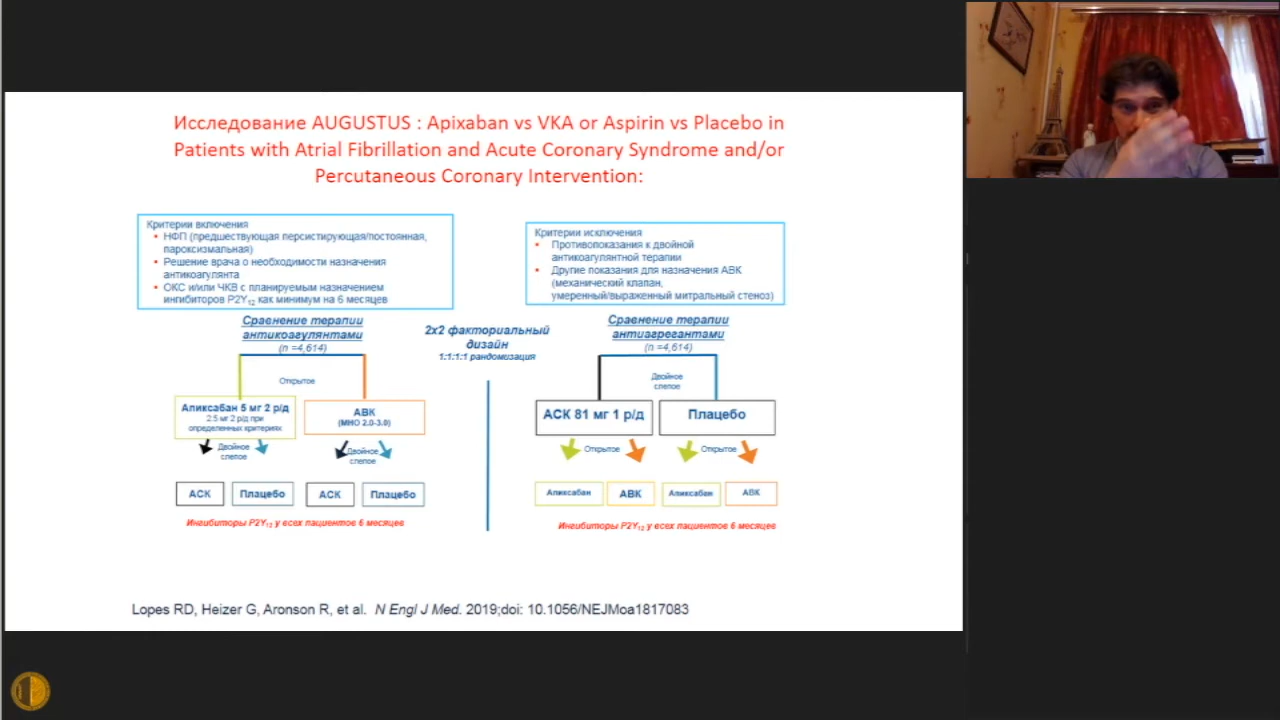 Исследование AUGUSTUS : Apixaban vs VKA or Aspirin vs Placebo in
Patients with Atrial Fibrillation and Acute Coronary Syndrome and/or
Percutaneous Coronary Intervention:
Критерии включения
• НФП (предшествующая персистирующая/постоянная,
пароксизмальная)
• Решение врача о необходимости назначения
антикоагулянта
• ОКС и/или ЧКВ с планируемым назначением
ингибиторов P2Y12 как минимум на 6 месяцев
Критерии исключения
• Противопоказания к двойной
антикоагулянтной терапии
• Другие показания для назначения АВК
(механический клапан,
умеренный/выраженный митральный стеноз)
Сравнение терапии
антикоагулянтами
(n =4,614)
2x2 факториальный
дизайн
1:1:1:1 рандомизация
Сравнение терапии
антиагрегантами
(n =4,614)
Открытое
Двойное
слепое
Апиксабан 5 мг 2 р/д
2.5 мг 2 р/д при
определенных критериях
АВК
(МНО 2.0-3.0)
АСК 81 мг 1 р/д
Плацебо
Двойное
слепое
Двойное
слепое
Открытое
Открытое
АСК
Плацебо
АСК
Плацебо
Апиксабан
АВК
Апиксабан
АВК
Ингибиторы P2Y12 у всех пациентов 6 месяцев
Ингибиторы P2Y12 у всех пациентов 6 месяцев
Lopes RD, Heizer G, Aronson R, et al. N Engl J Med. 2019;doi: 10.1056/NEJMoa1817083